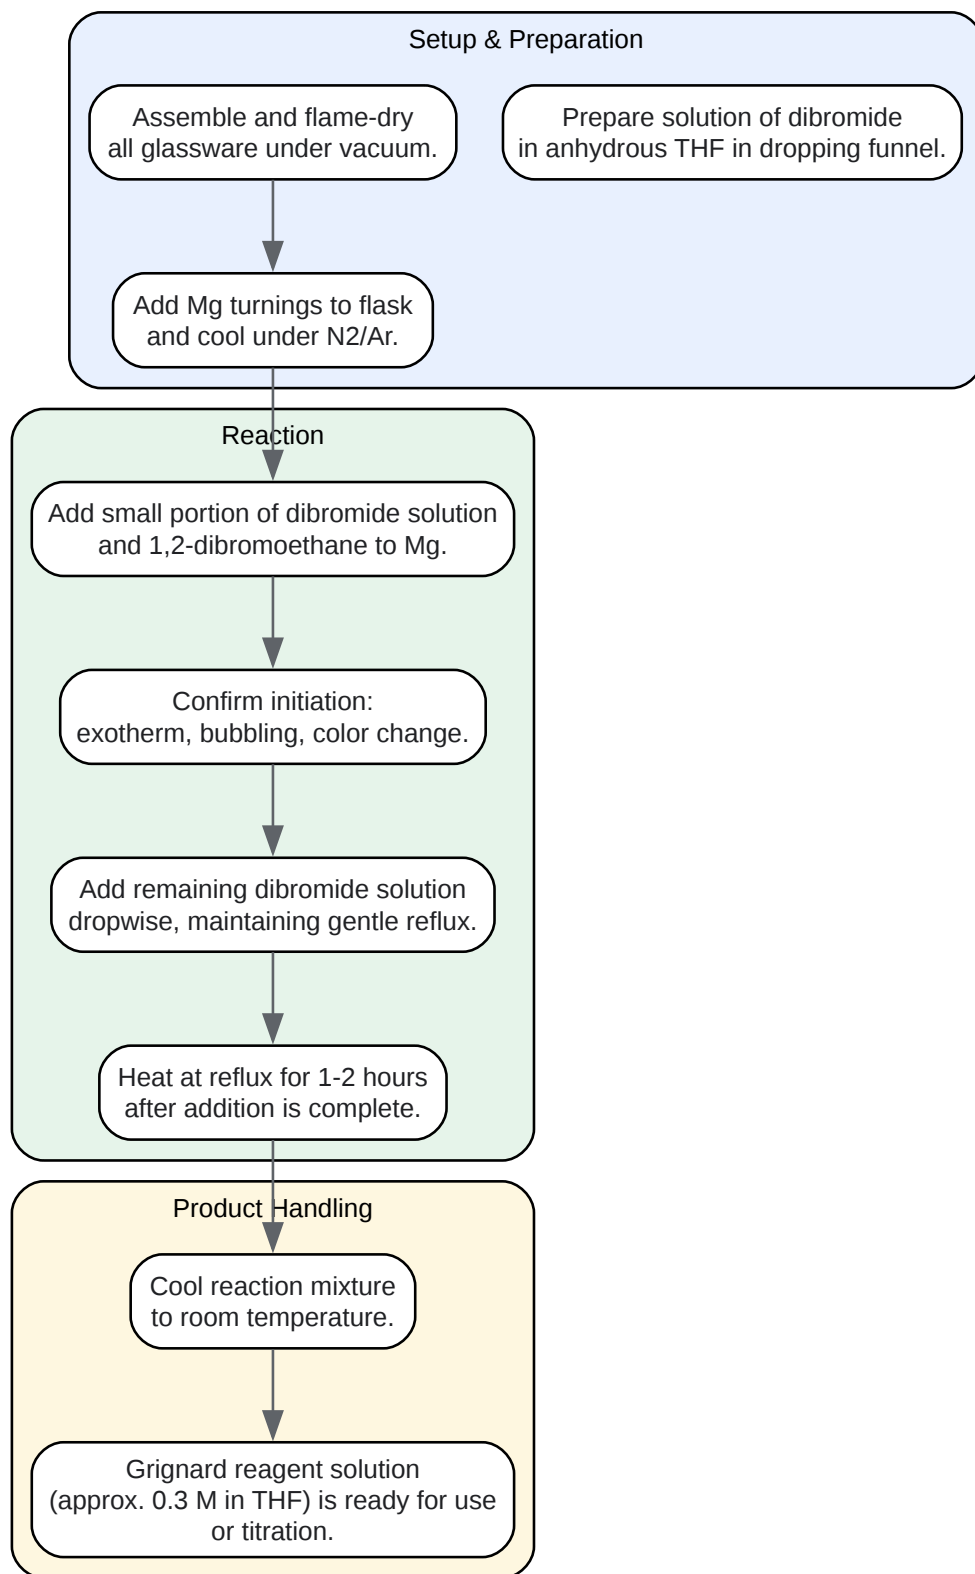 Setup & Preparation
Assemble and flame-dry
all glassware under vacuum.
Prepare solution of dibromide
in anhydrous THF in dropping funnel.
Add Mg turnings to flask
and cool under N2/Ar.
Reaction
Add small portion of dibromide solution
and 1,2-dibromoethane to Mg.
Confirm initiation:
exotherm, bubbling, color change.
Add remaining dibromide solution
dropwise, maintaining gentle reflux.
Heat at reflux for 1-2 hours
after addition is complete.
Product Handling
Cool reaction mixture
to room temperature.
Grignard reagent solution
(approx. 0.3 M in THF) is ready for use
or titration.